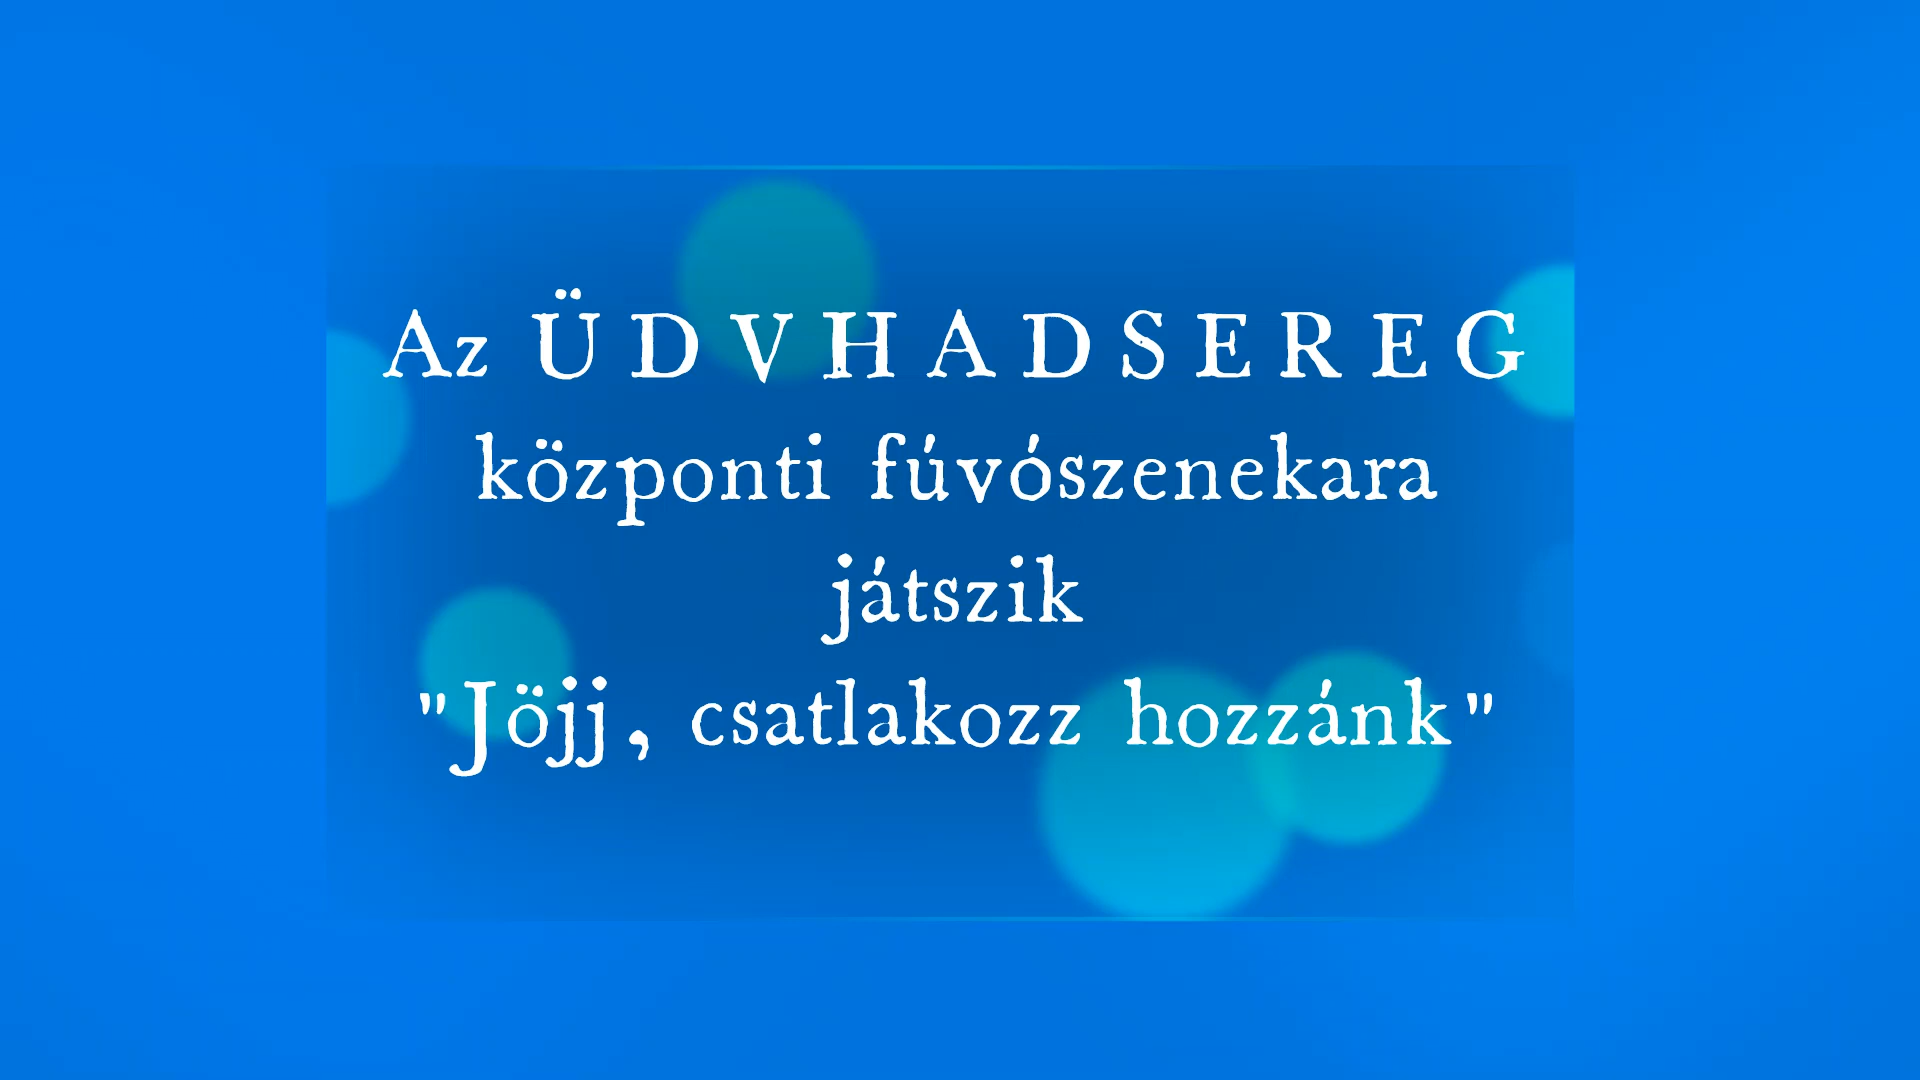 Az ÜDVHADSEREG
központi fúvószenekara
játszik
"Jöjj, csatlakozz hozzánk"